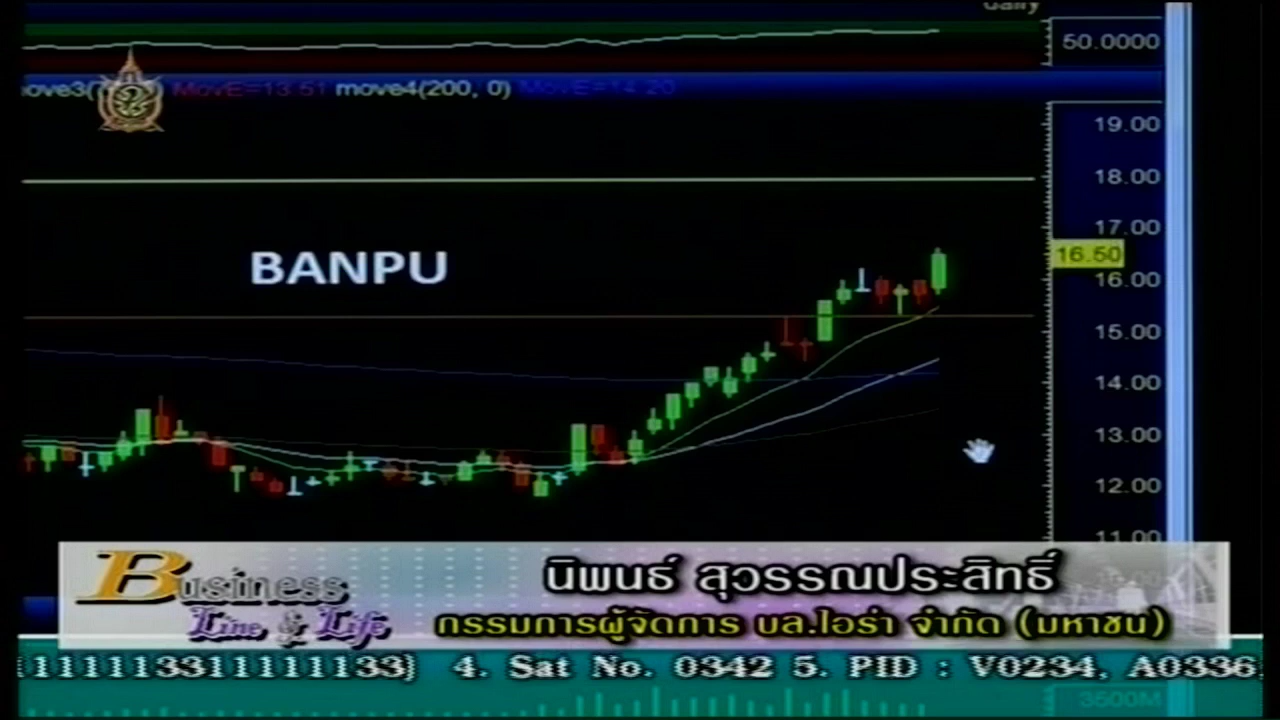 daily
50.0000
move3(
MovE=13.51 move4(200, 0) MovE=14.20
19.00
18.00
17.00
BANPU
16.50
16.00
15.00
14.00
13.00
12.00
11.00
Business
Line & Life
นิพนธ์ สุวรรณประสิทธิ์
กรรมการผู้จัดการ บล.ไอร่า จำกัด (มหาชน)
(1111133111111133} 4. Sat No. 0342 5. PID : V0234, A0336,
3500M